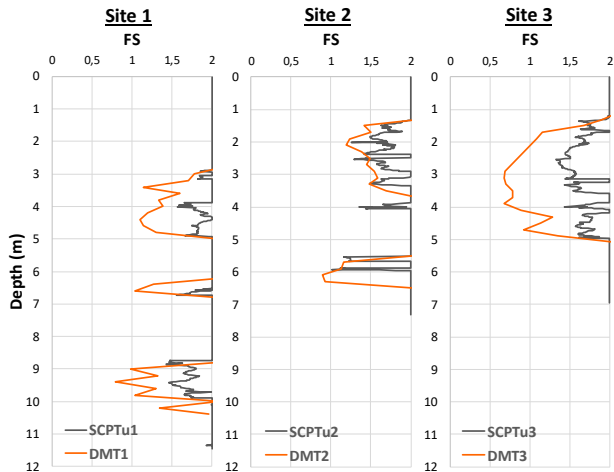 Site 1 Site 2 Site 3
FS FS FS
0 0,5 1 1,5 2 0 0,5 1 1,5 2 0 0,5 1 1,5 2
0 0 0
1 1 1
2 2 2
3 3 3
4 4 4
5 5 5
Depth (m)
6 6 6
7 7 7
8 8 8
9 9 9
10 10 10
11 SCPTu1 11 SCPTu2 11 SCPTu3
DMT1 DMT2 DMT3
12 12 12